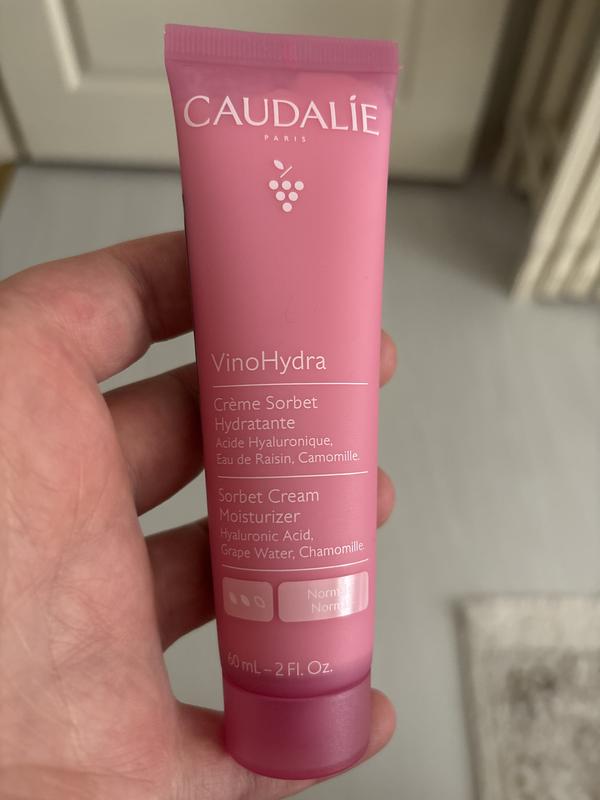 CAUDALÍE
PARIS
VinoHydra
Crème Sorbet
Hydratante
Acide Hyaluronique,
Eau de Raisin, Camomille.
Sorbet Cream
Moisturizer
Hyaluronic Acid,
Grape Water, Chamomille.
60 mL – 2 Fl. Oz.